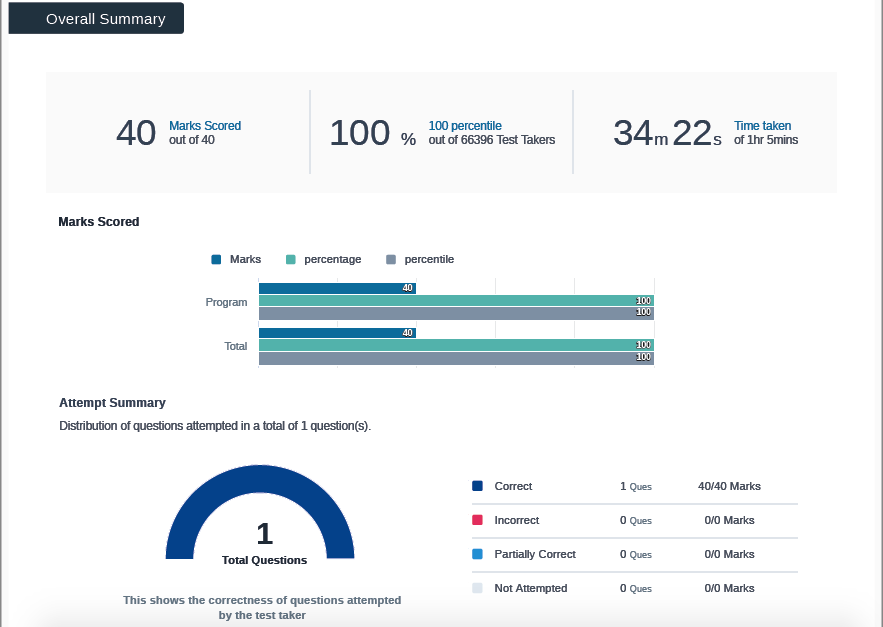 Overall Summary
40 Marks Scored out of 40
100 % 100 percentile out of 66396 Test Takers
34m 22s Time taken of 1hr 5mins
Marks Scored
Marks percentage percentile
Program 40 100 100
Total 40 100 100
Attempt Summary
Distribution of questions attempted in a total of 1 question(s).
1
Total Questions
This shows the correctness of questions attempted
by the test taker
Correct 1 Ques 40/40 Marks
Incorrect 0 Ques 0/0 Marks
Partially Correct 0 Ques 0/0 Marks
Not Attempted 0 Ques 0/0 Marks